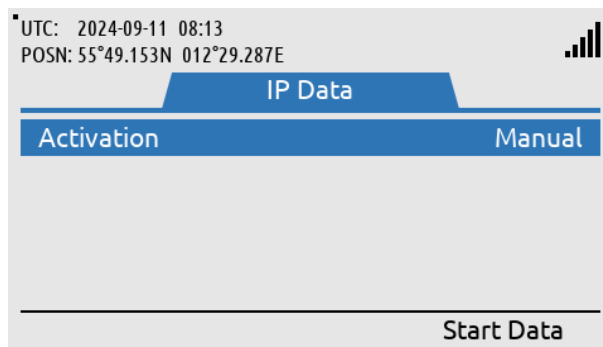 UTC: 2024-09-11 08:13
POSN: 55°49.153N 012°29.287E
IP Data
Activation Manual
Start Data